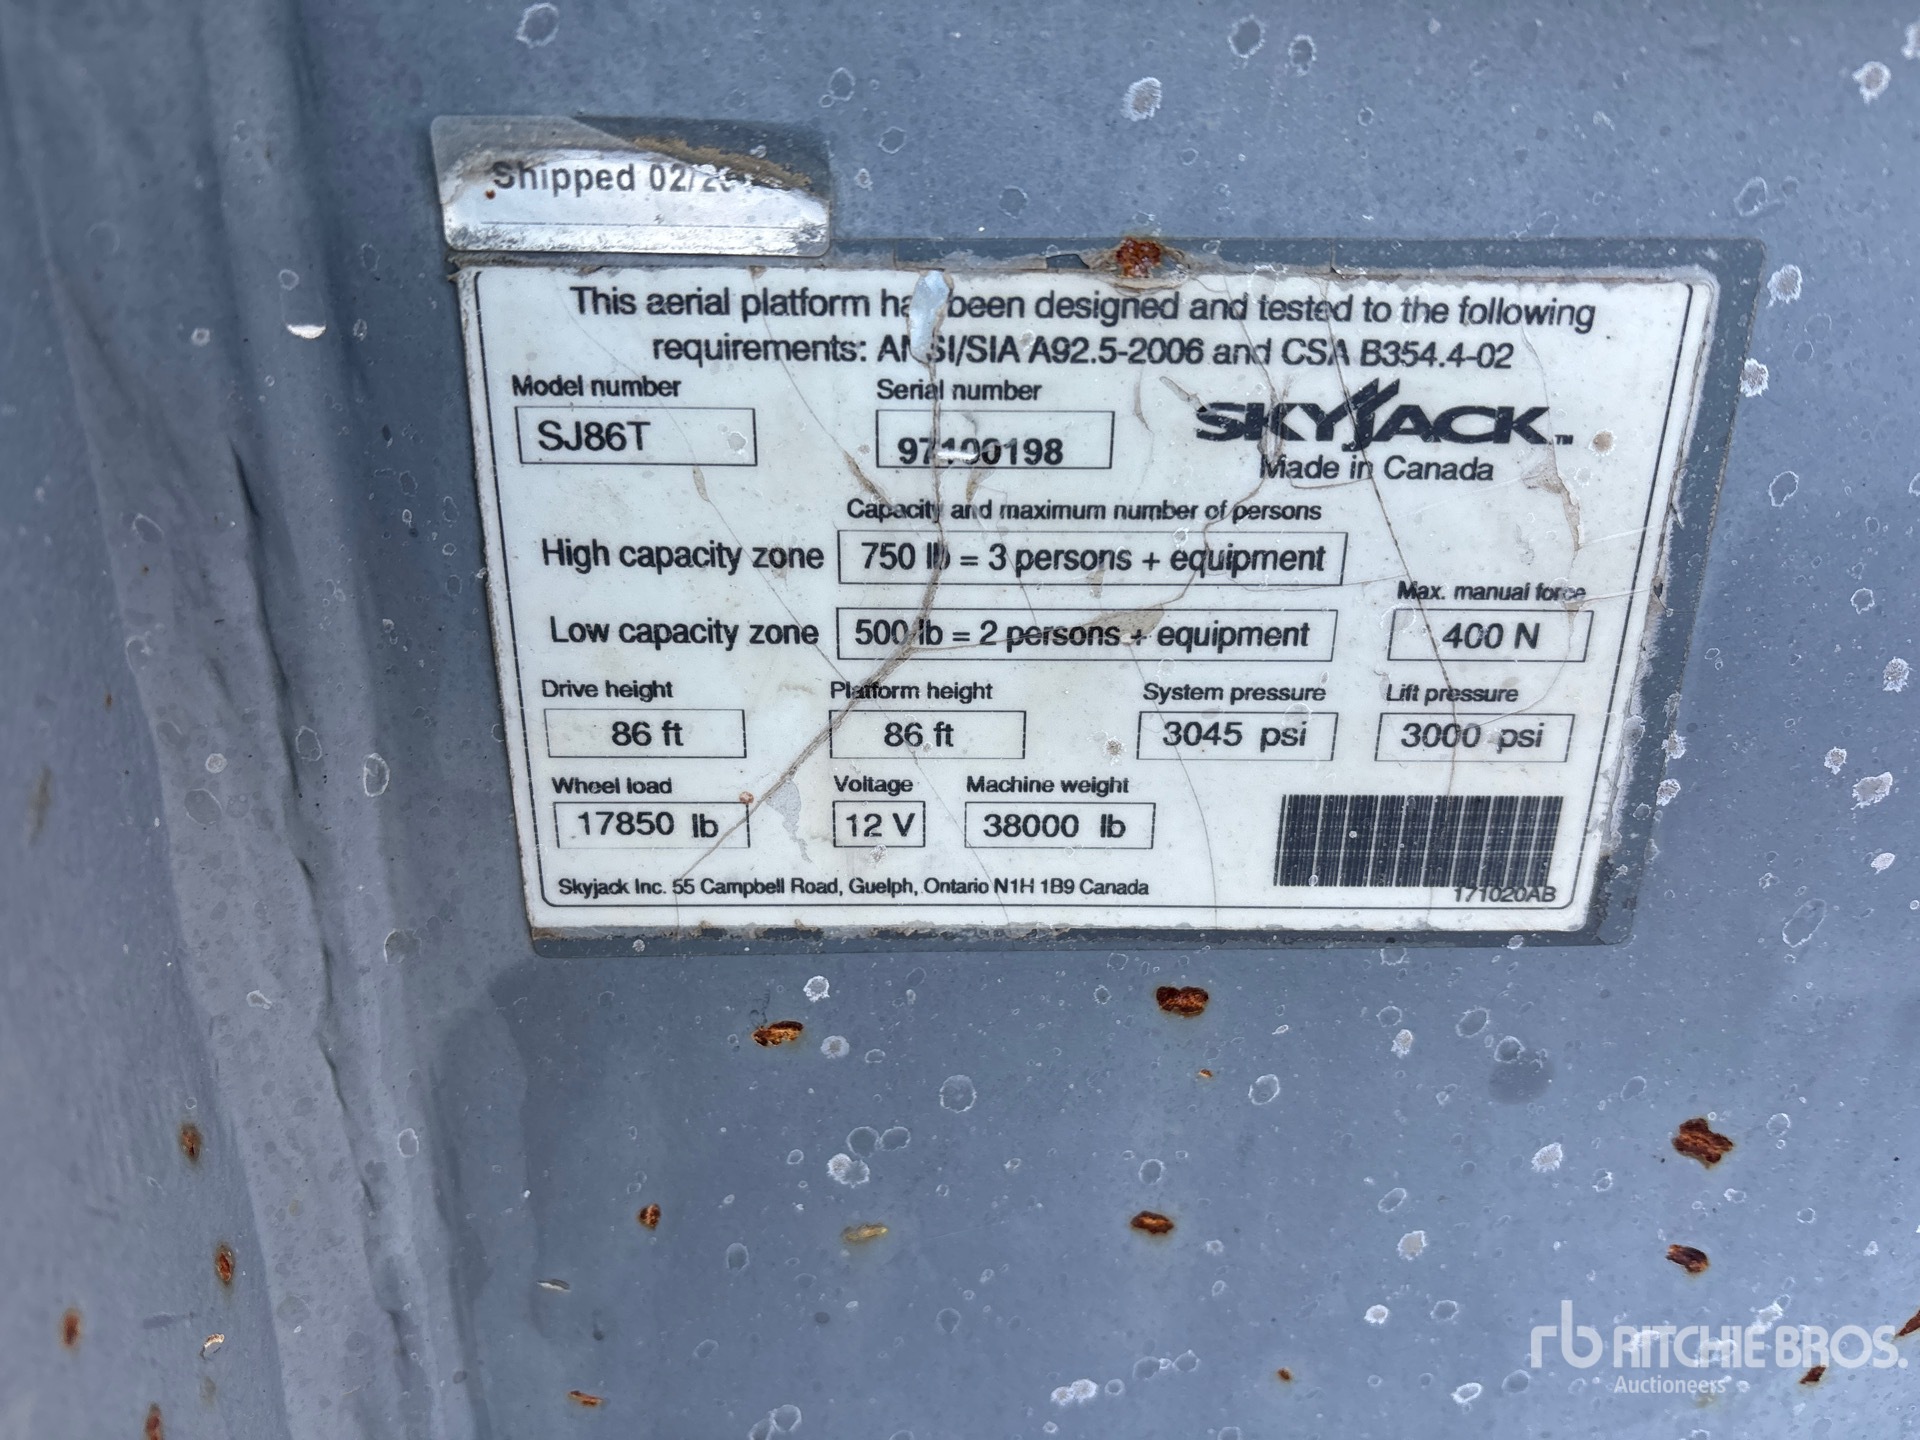 Shipped 02/
This aerial platform been designed and tested to the following
requirements: ANSI/SIA A92.5-2006 and CSA B354.4-02
Model number
Serial number
SJ86T
97100198
SKYJACK™
Made in Canada
Capacity and maximum number of persons
High capacity zone
750 lb = 3 persons + equipment
Max. manual force
Low capacity zone
500 lb = 2 persons + equipment
400 N
Drive height
Platform height
System pressure
Lift pressure
86 ft
86 ft
3045 psi
3000 psi
Wheel load
Voltage
Machine weight
17850 lb
12 V
38000 lb
Skyjack Inc. 55 Campbell Road, Guelph, Ontario N1H 1B9 Canada
171020AB
rb RITCHIE BROS.
Auctioneers